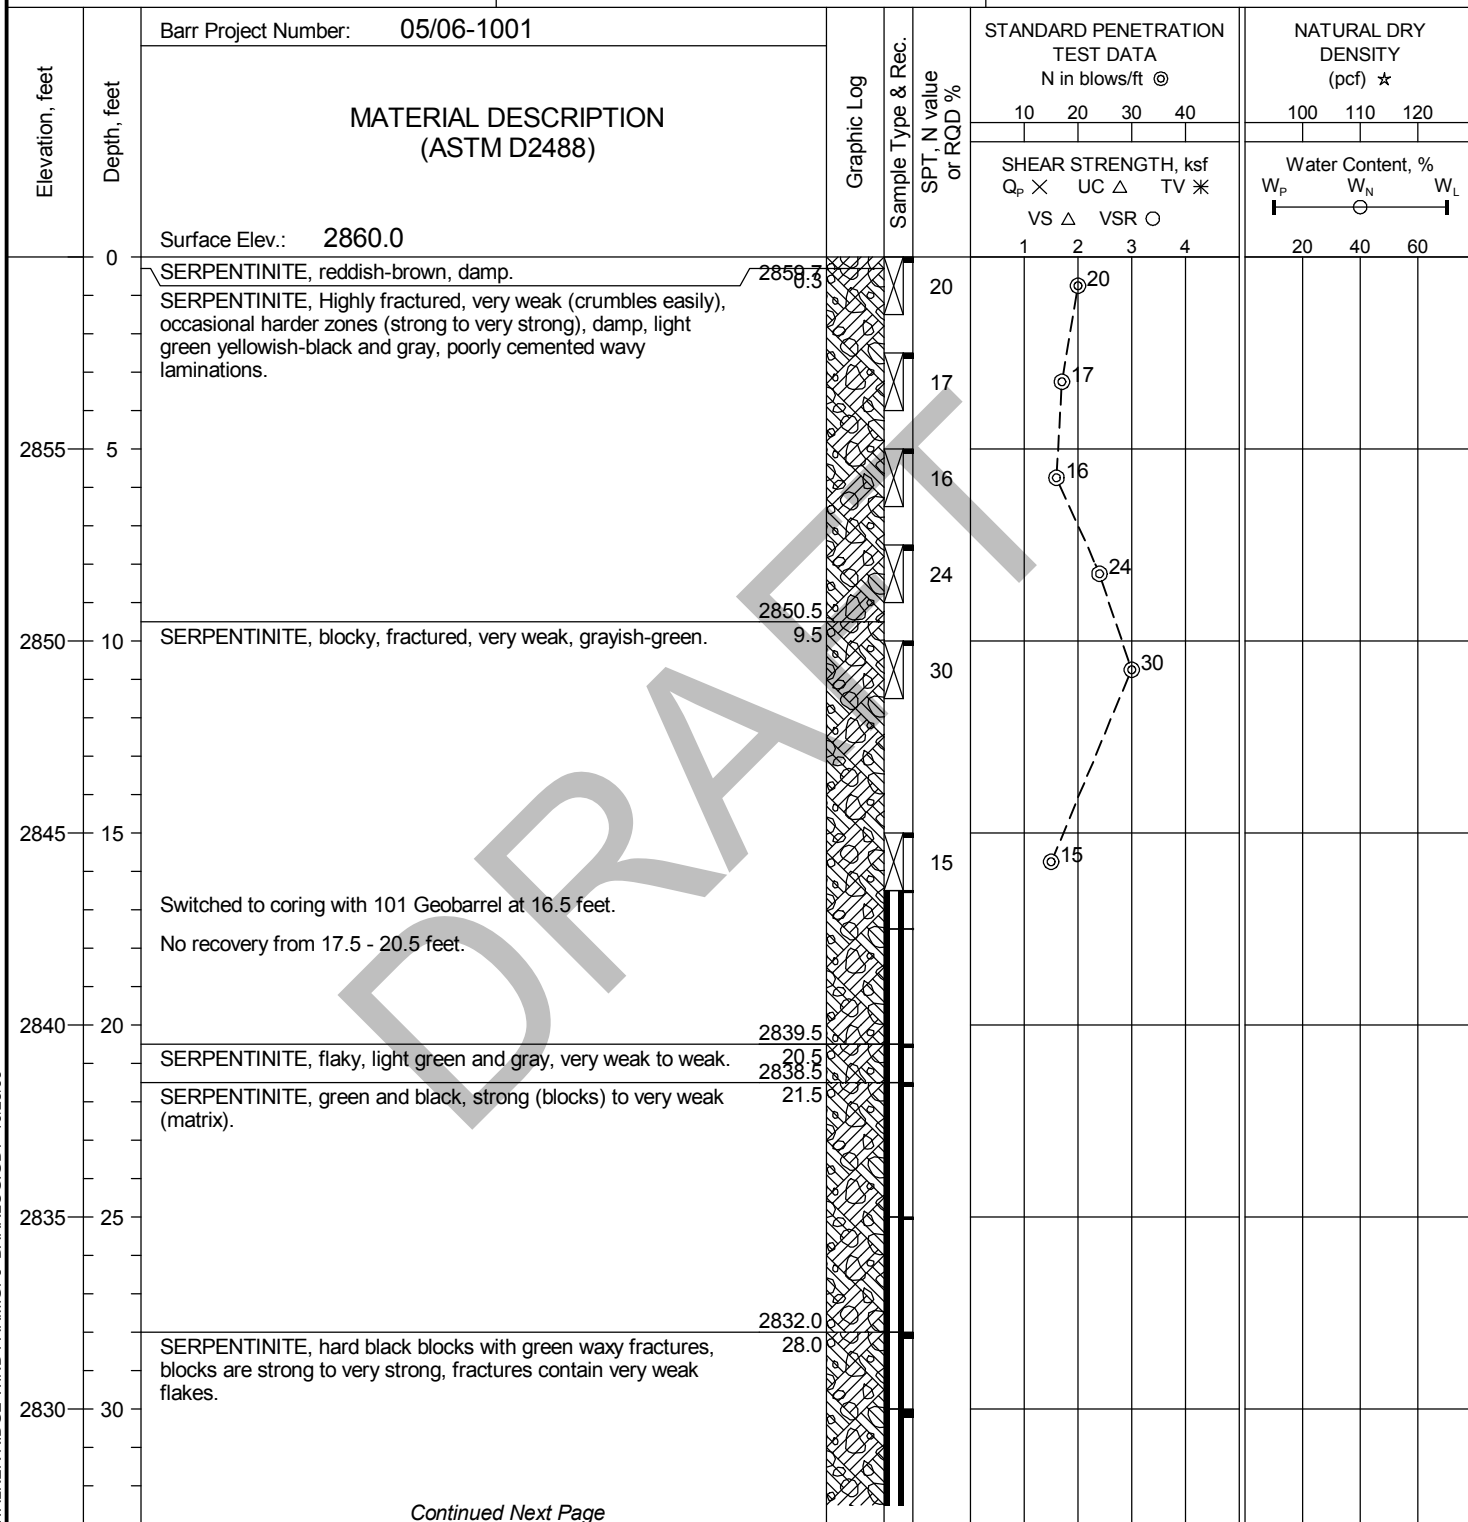 Barr Project Number: 05/06-1001
Elevation, feet
Depth, feet
MATERIAL DESCRIPTION
(ASTM D2488)
Surface Elev.: 2860.0
Graphic Log
Sample Type & Rec.
SPT, N value
or RQD %
STANDARD PENETRATION
TEST DATA
N in blows/ft
10 20 30 40
SHEAR STRENGTH, ksf
QP UC TV
VS VSR
1 2 3 4
NATURAL DRY
DENSITY
(pcf)
100 110 120
Water Content, %
WP WN WL
20 40 60
0
SERPENTINITE, reddish-brown, damp.
2859.7
0.3
20 20
SERPENTINITE, Highly fractured, very weak (crumbles easily),
occasional harder zones (strong to very strong), damp, light
green yellowish-black and gray, poorly cemented wavy
laminations.
17 17
2855 5
16 16
24 24
2850.5
9.5
2850 10
SERPENTINITE, blocky, fractured, very weak, grayish-green.
30 30
2845 15
15 15
Switched to coring with 101 Geobarrel at 16.5 feet.
No recovery from 17.5 - 20.5 feet.
2840 20
2839.5
20.5
SERPENTINITE, flaky, light green and gray, very weak to weak.
2838.5
21.5
SERPENTINITE, green and black, strong (blocks) to very weak
(matrix).
2835 25
2832.0
28.0
SERPENTINITE, hard black blocks with green waxy fractures,
blocks are strong to very strong, fractures contain very weak
flakes.
2830 30
Continued Next Page
DRAFT